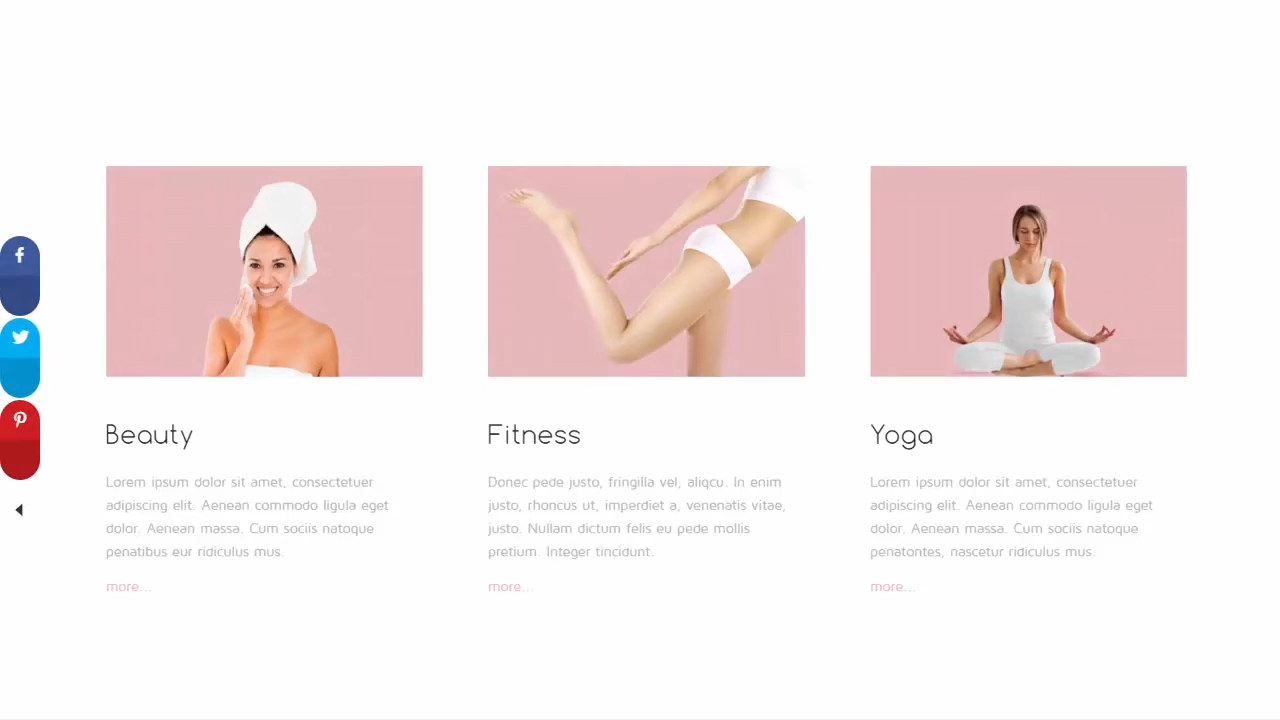 Beauty
Lorem ipsum dolor sit amet, consectetuer
adipiscing elit. Aenean commodo ligula eget
dolor. Aenean massa. Cum sociis natoque
penatibus eur ridiculus mus.
more...
Fitness
Donec pede justo, fringilla vel, aliqcu. In enim
justo, rhoncus ut, imperdiet a, venenatis vitae,
justo. Nullam dictum felis eu pede mollis
pretium. Integer tincidunt.
more...
Yoga
Lorem ipsum dolor sit amet, consectetuer
adipiscing elit. Aenean commodo ligula eget
dolor. Aenean massa. Cum sociis natoque
penatontes, nascetur ridiculus mus.
more...